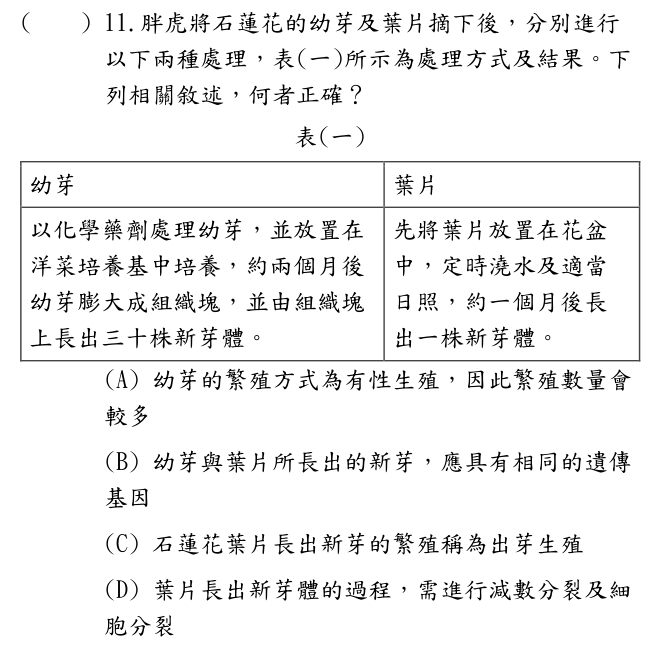 (　　)11.胖虎將石蓮花的幼芽及葉片摘下後，分別進行
以下兩種處理，表(一)所示為處理方式及結果。下
列相關敘述，何者正確？
表(一)
幼芽
葉片
以化學藥劑處理幼芽，並放置在
洋菜培養基中培養，約兩個月後
幼芽膨大成組織塊，並由組織塊
上長出三十株新芽體。
先將葉片放置在花盆
中，定時澆水及適當
日照，約一個月後長
出一株新芽體。
(A) 幼芽的繁殖方式為有性生殖，因此繁殖數量會
較多
(B) 幼芽與葉片所長出的新芽，應具有相同的遺傳
基因
(C) 石蓮花葉片長出新芽的繁殖稱為出芽生殖
(D) 葉片長出新芽體的過程，需進行減數分裂及細
胞分裂